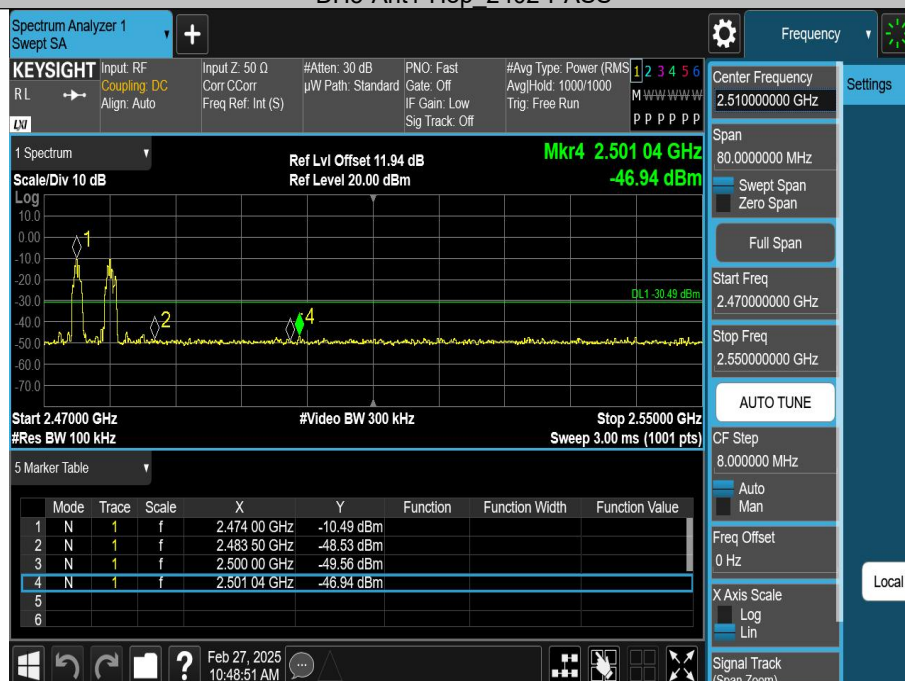 Spectrum Analyzer 1
Swept SA
+
Frequency
KEYSIGHT
RL
LXI
Input: RF
Coupling: DC
Align: Auto
Input Z: 50 Ω
Corr CCorr
Freq Ref: Int (S)
#Atten: 30 dB
µW Path: Standard
PNO: Fast
Gate: Off
IF Gain: Low
Sig Track: Off
#Avg Type: Power (RMS
Avg|Hold: 1000/1000
Trig: Free Run
1 2 3 4 5 6
M W W W W W
P P P P P P
1 Spectrum
Scale/Div 10 dB
Log
Ref Lvl Offset 11.94 dB
Ref Level 20.00 dBm
Mkr4 2.501 04 GHz
-46.94 dBm
10.0
0.00
-10.0
-20.0
-30.0
-40.0
-50.0
-60.0
-70.0
1
2
4
DL1 -30.49 dBm
Start 2.47000 GHz
#Res BW 100 kHz
#Video BW 300 kHz
Stop 2.55000 GHz
Sweep 3.00 ms (1001 pts)
5 Marker Table
Mode Trace Scale X Y Function Function Width Function Value
1 N 1 f 2.474 00 GHz -10.49 dBm
2 N 1 f 2.483 50 GHz -48.53 dBm
3 N 1 f 2.500 00 GHz -49.56 dBm
4 N 1 f 2.501 04 GHz -46.94 dBm
5
6
?
Feb 27, 2025
10:48:51 AM
Center Frequency
2.510000000 GHz
Span
80.0000000 MHz
Swept Span
Zero Span
Full Span
Start Freq
2.470000000 GHz
Stop Freq
2.550000000 GHz
AUTO TUNE
CF Step
8.000000 MHz
Auto
Man
Freq Offset
0 Hz
X Axis Scale
Log
Lin
Signal Track
(Span Zoom)
Settings
Local